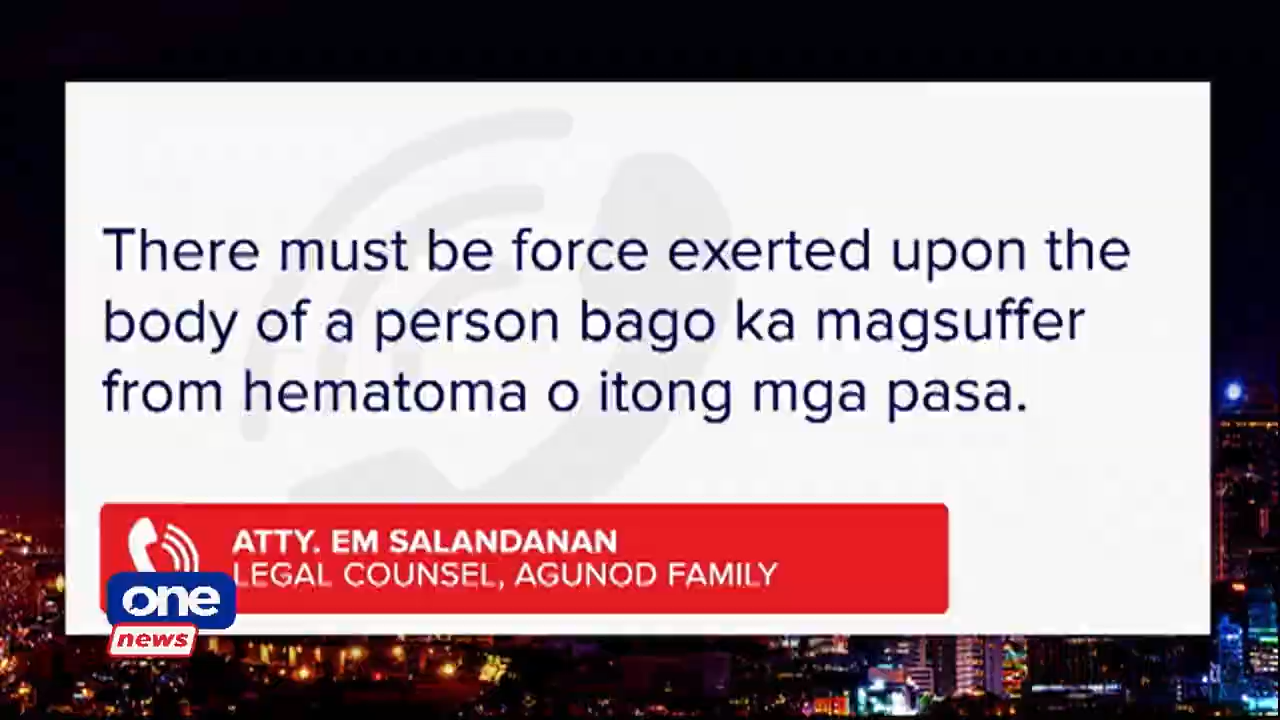 There must be force exerted upon the
body of a person bago ka magsuffer
from hematoma o itong mga pasa.
ATTY. EM SALANDANAN
LEGAL COUNSEL, AGUNOD FAMILY
one
news